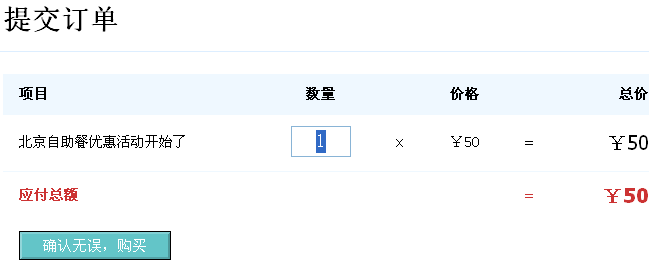 提交订单
项目 数量 价格 总价
北京自助餐优惠活动开始了 1 x ￥50 = ￥50
应付总额 = ￥50
确认无误，购买